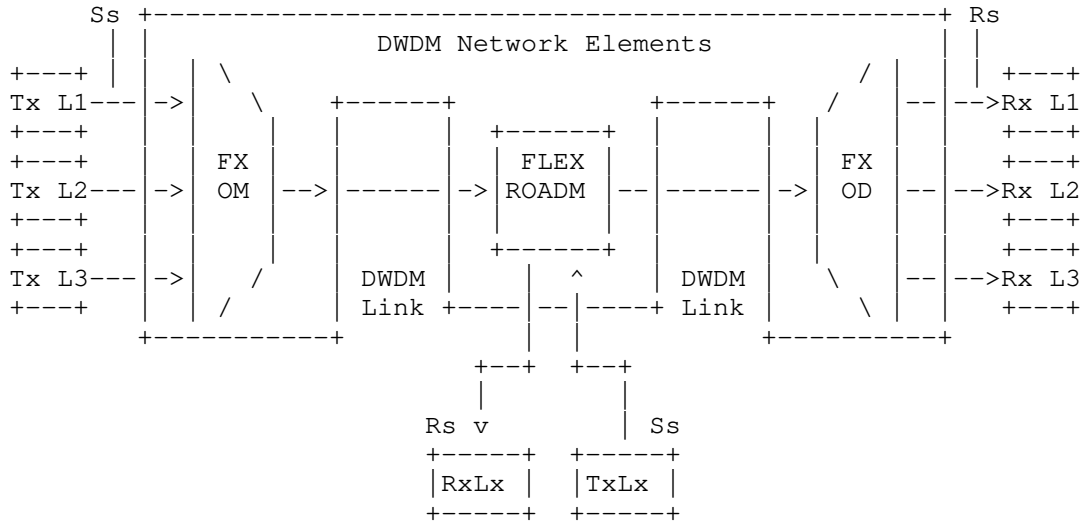 Ss Rs
DWDM Network Elements
Tx L1 Rx L1
FX FLEX FX
Tx L2 OM ROADM OD Rx L2
Tx L3 DWDM DWDM Rx L3
Link Link
Rs v Ss
RxLx TxLx